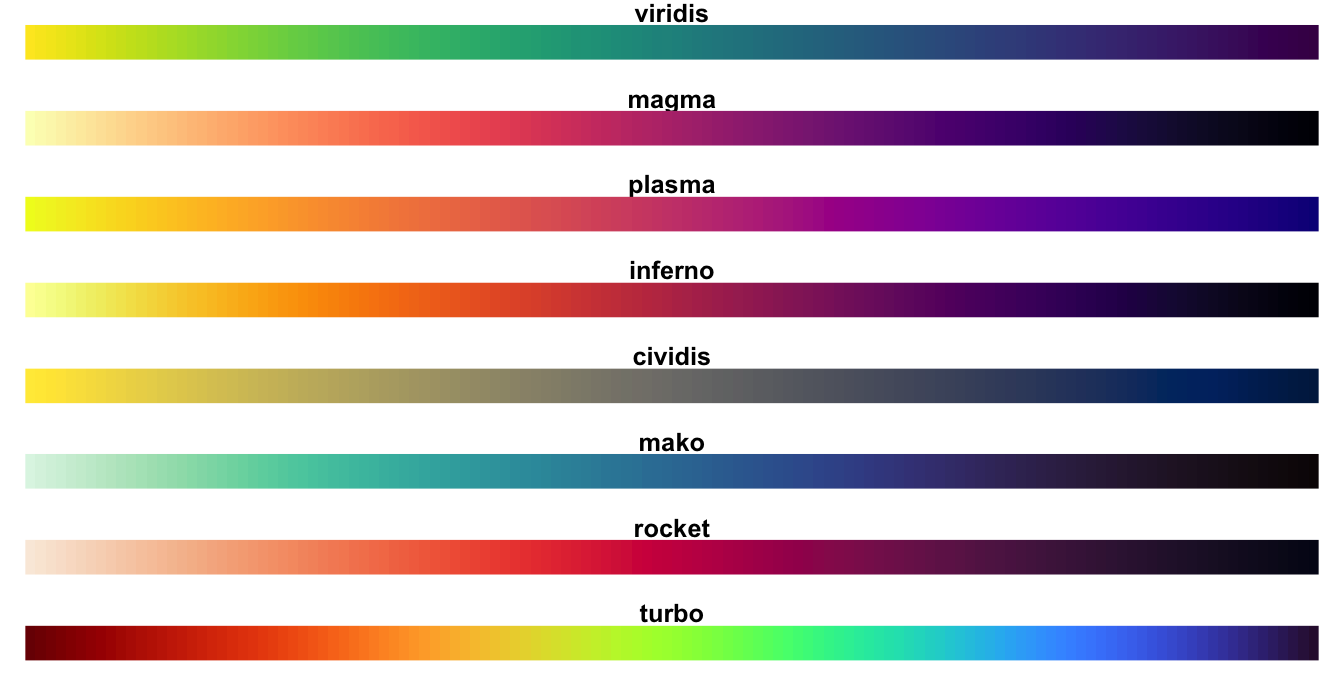 viridis
magma
plasma
inferno
cividis
mako
rocket
turbo